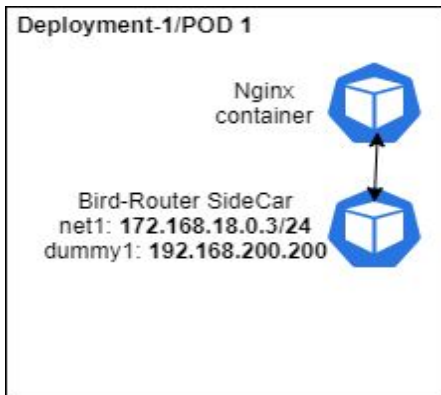 Deployment-1/POD 1
Nginx
container
Bird-Router SideCar
net1: 172.168.18.0.3/24
dummy1: 192.168.200.200